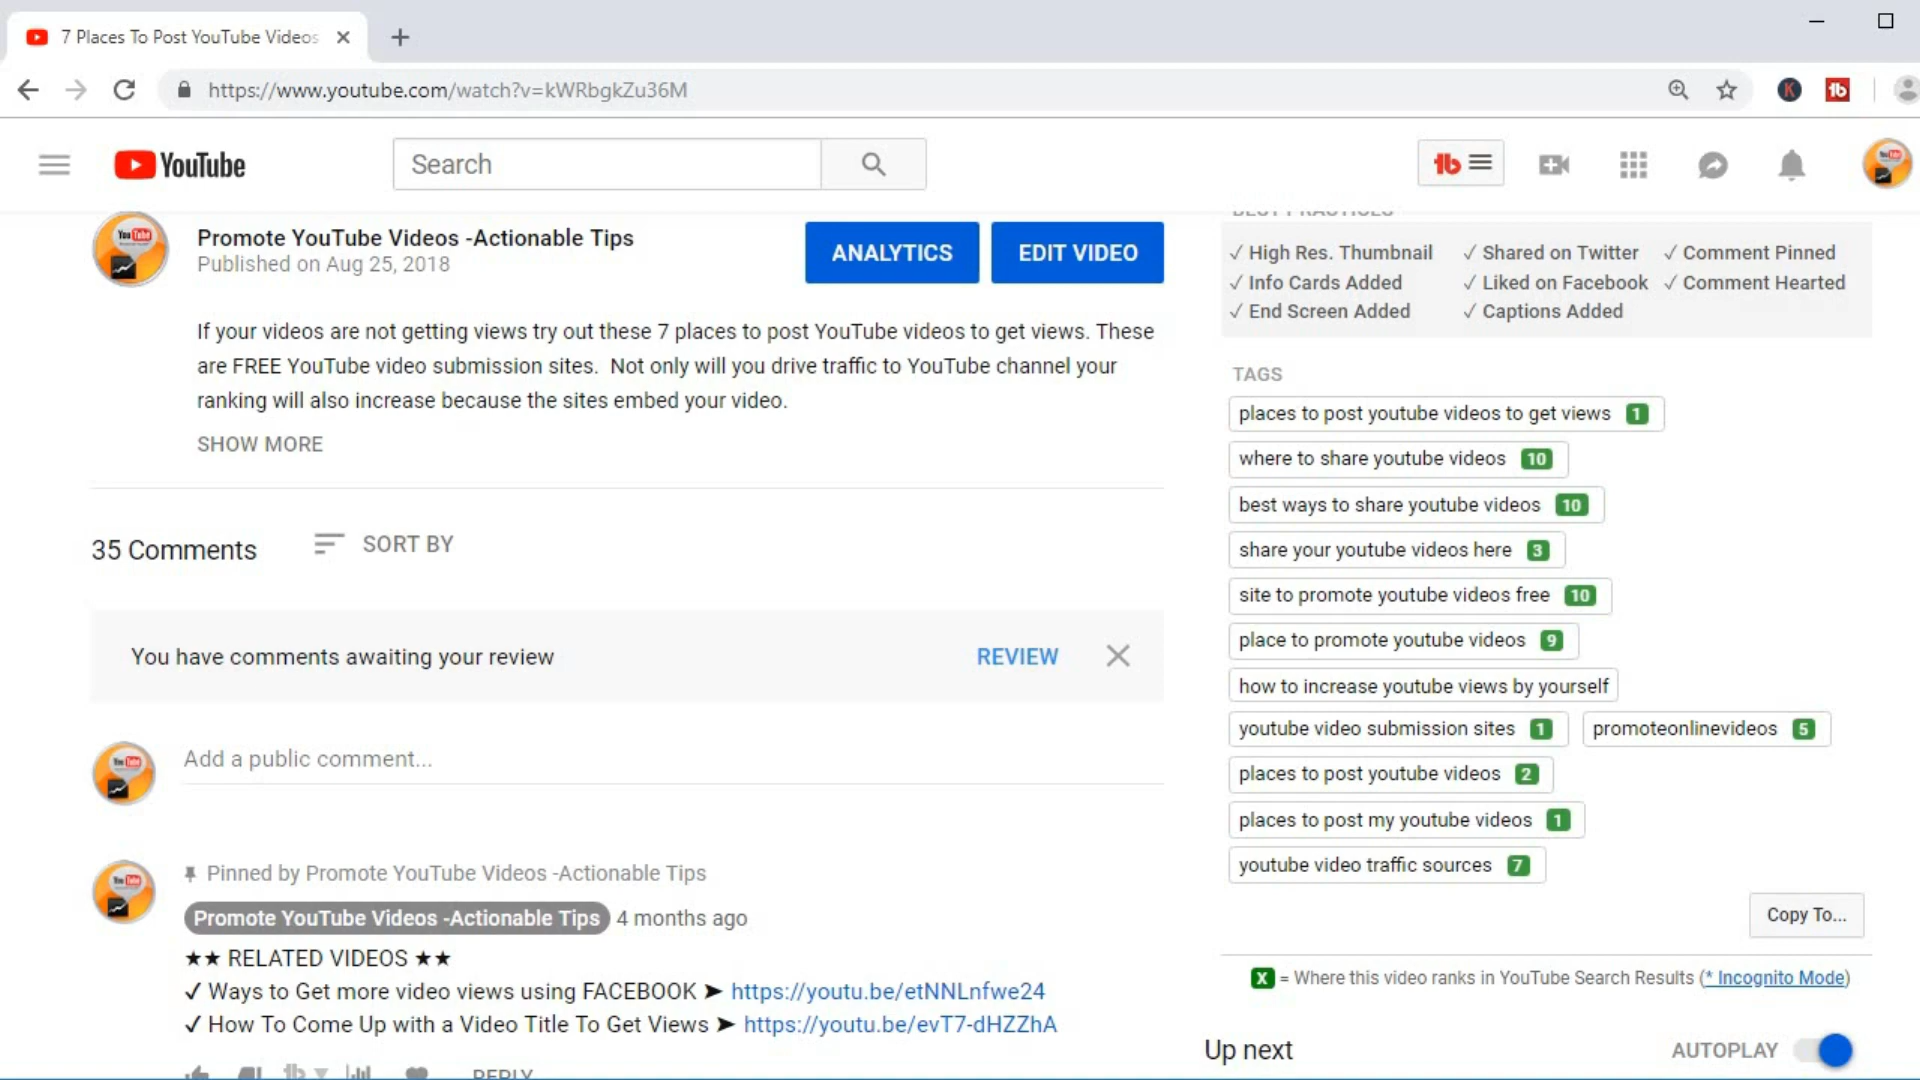 7 Places To Post YouTube Videos
https://www.youtube.com/watch?v=kWRbgkZu36M
YouTube
Search
Promote YouTube Videos -Actionable Tips
Published on Aug 25, 2018
ANALYTICS
EDIT VIDEO
If your videos are not getting views try out these 7 places to post YouTube videos to get views. These
are FREE YouTube video submission sites.  Not only will you drive traffic to YouTube channel your
ranking will also increase because the sites embed your video.
SHOW MORE
35 Comments
SORT BY
You have comments awaiting your review
REVIEW
Add a public comment...
Pinned by Promote YouTube Videos -Actionable Tips
Promote YouTube Videos -Actionable Tips 4 months ago
★★ RELATED VIDEOS ★★
✓ Ways to Get more video views using FACEBOOK ➤ https://youtu.be/etNNLnfwe24
✓ How To Come Up with a Video Title To Get Views ➤ https://youtu.be/evT7-dHZZhA
REPLY
BEST PRACTICES
✓ High Res. Thumbnail ✓ Shared on Twitter ✓ Comment Pinned
✓ Info Cards Added ✓ Liked on Facebook ✓ Comment Hearted
✓ End Screen Added ✓ Captions Added
TAGS
places to post youtube videos to get views 1
where to share youtube videos 10
best ways to share youtube videos 10
share your youtube videos here 3
site to promote youtube videos free 10
place to promote youtube videos 9
how to increase youtube views by yourself
youtube video submission sites 1 promoteonlinevideos 5
places to post youtube videos 2
places to post my youtube videos 1
youtube video traffic sources 7
Copy To...
X = Where this video ranks in YouTube Search Results (* Incognito Mode)
Up next
AUTOPLAY